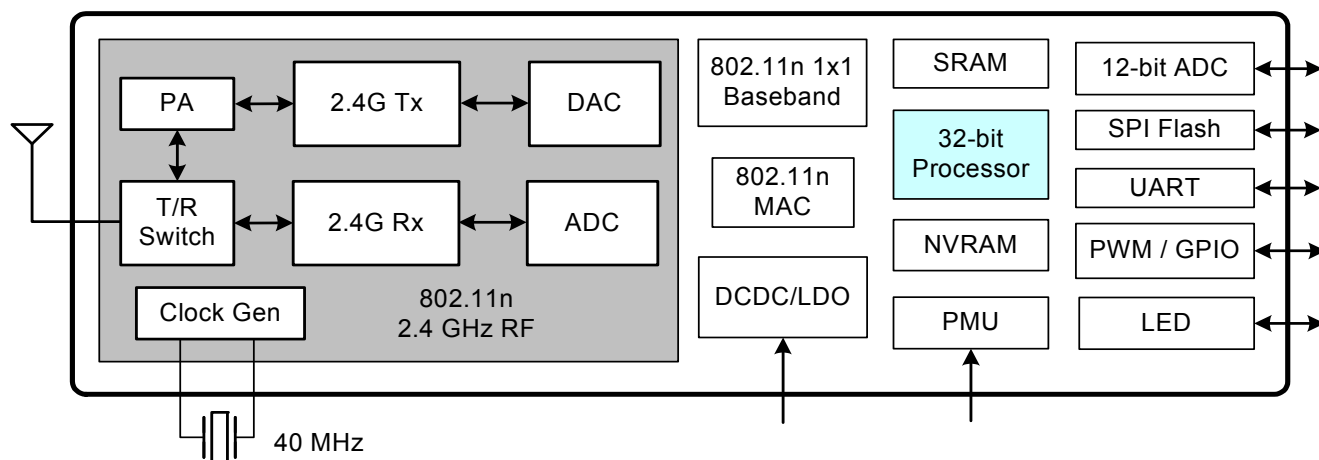 PA
2.4G Tx
DAC
T/R
Switch
2.4G Rx
ADC
Clock Gen
802.11n
2.4 GHz RF
40 MHz
802.11n 1x1
Baseband
802.11n
MAC
DCDC/LDO
SRAM
32-bit
Processor
NVRAM
PMU
12-bit ADC
SPI Flash
UART
PWM / GPIO
LED